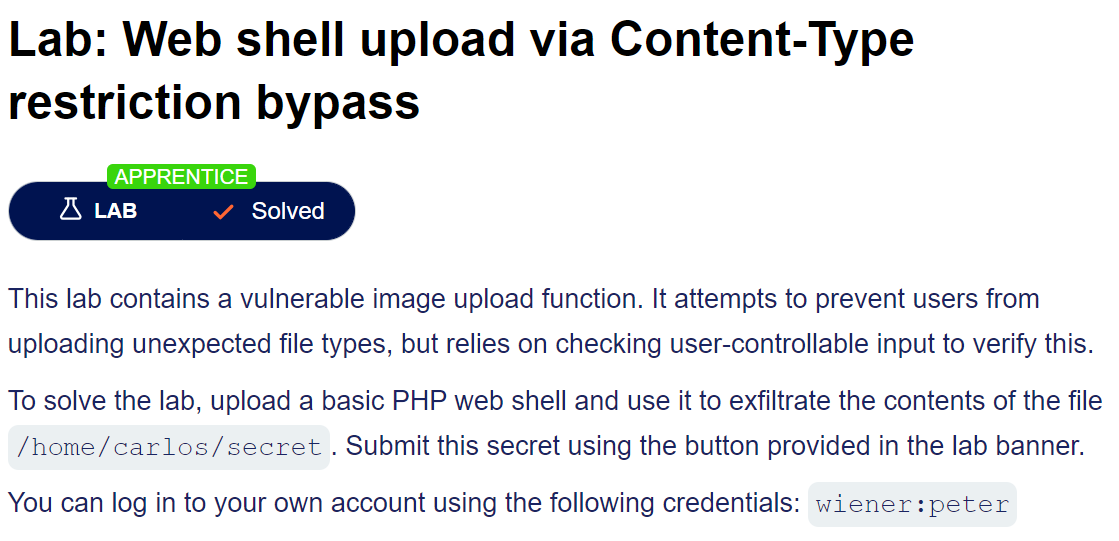 Lab: Web shell upload via Content-Type
restriction bypass
APPRENTICE
LAB Solved
This lab contains a vulnerable image upload function. It attempts to prevent users from
uploading unexpected file types, but relies on checking user-controllable input to verify this.
To solve the lab, upload a basic PHP web shell and use it to exfiltrate the contents of the file
/home/carlos/secret. Submit this secret using the button provided in the lab banner.
You can log in to your own account using the following credentials: wiener:peter